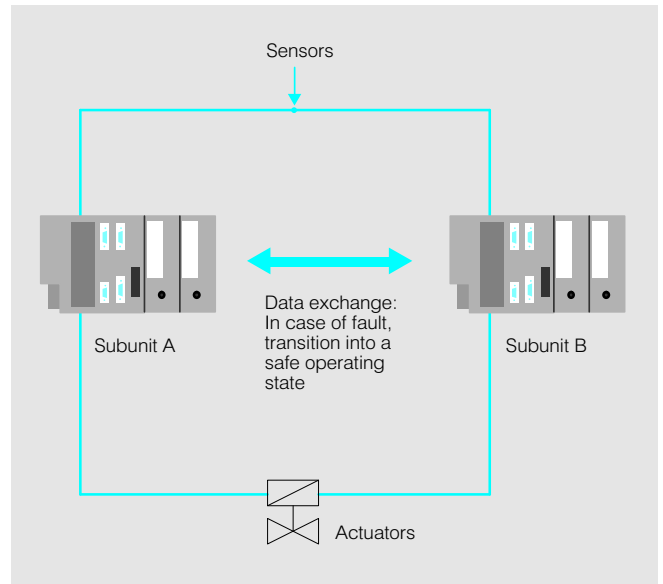 Sensors
Data exchange:
In case of fault,
transition into a
safe operating
state
Subunit A
Subunit B
Actuators